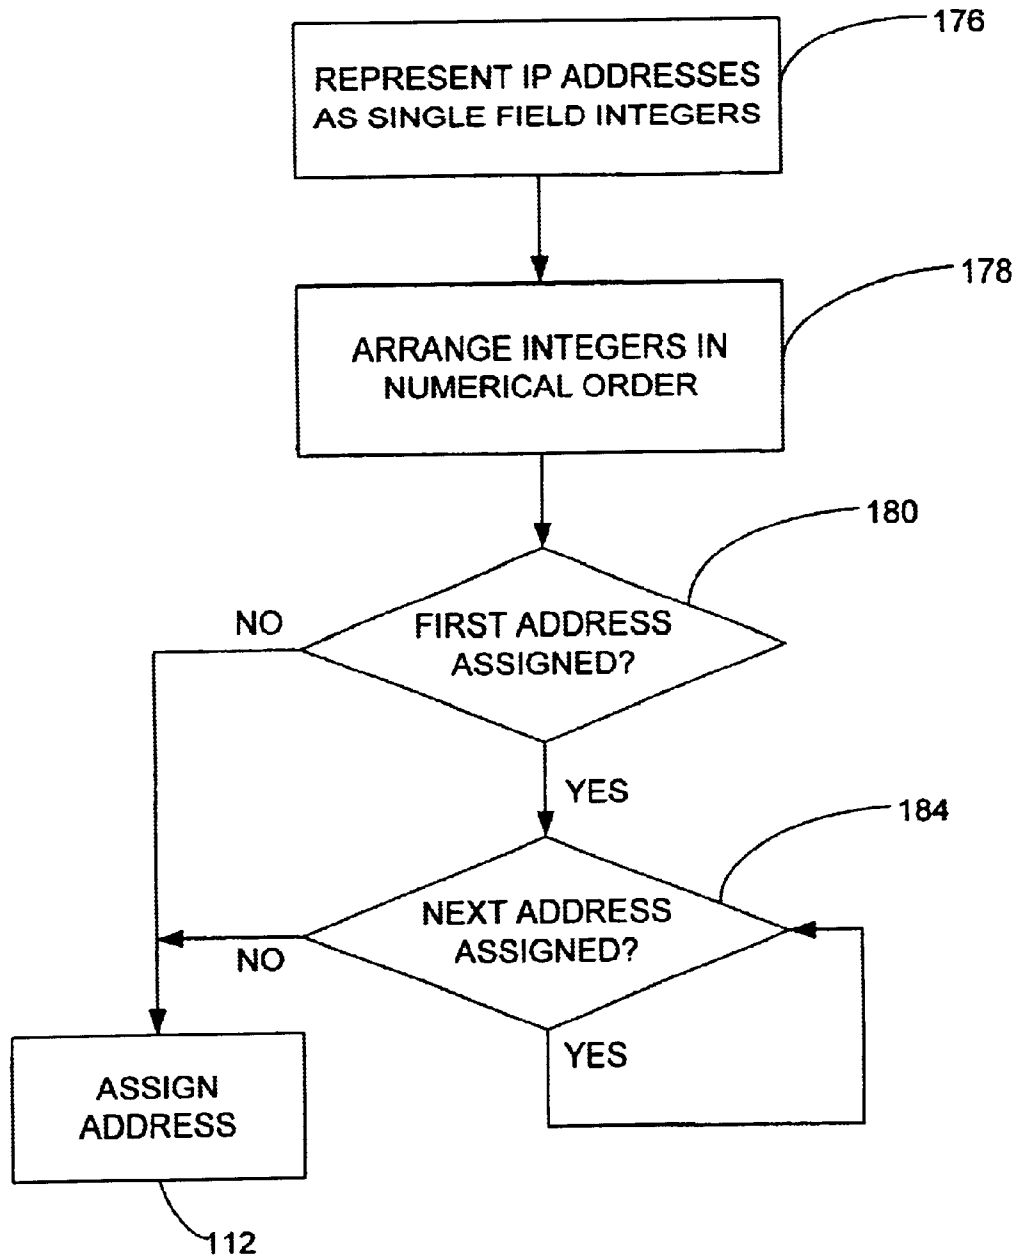 176
REPRESENT IP ADDRESSES
AS SINGLE FIELD INTEGERS
178
ARRANGE INTEGERS IN
NUMERICAL ORDER
180
NO
FIRST ADDRESS
ASSIGNED?
YES
184
NEXT ADDRESS
ASSIGNED?
NO
YES
ASSIGN
ADDRESS
112